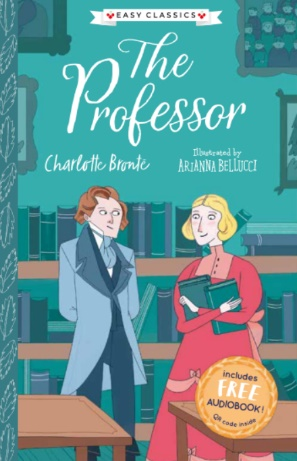 EASY CLASSICS
The
Professor
Charlotte Brontë
Illustrated by
ARIANNA BELLUCCI
includes
FREE
AUDIOBOOK!
QR code inside